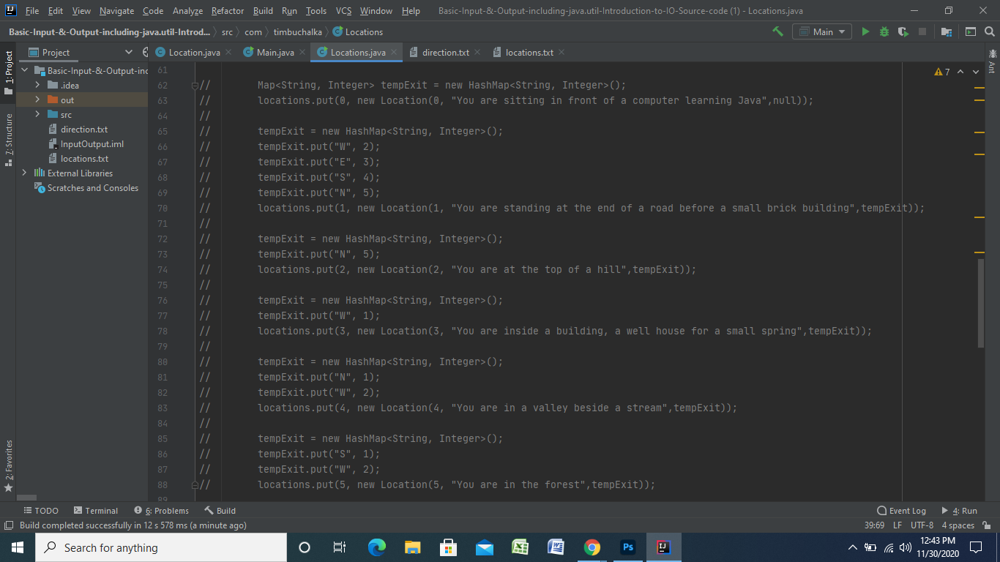 File Edit View Navigate Code Analyze Refactor Build Run Tools VCS Window Help Basic-Input-&-Output-including-java.util-Introduction-to-IO-Source-code (1) - Locations.java
Basic-Input-&-Output-including-java.util-Introd... src com timbuchalka Locations Main
1: Project
7: Structure
2: Favorites
Ant
Project Location.java Main.java Locations.java direction.txt locations.txt
Basic-Input-&-Output-inc
.idea
out
src
direction.txt
InputOutput.iml
locations.txt
External Libraries
Scratches and Consoles
7
61
62 // Map<String, Integer> tempExit = new HashMap<String, Integer>();
63 // locations.put(0, new Location(0, "You are sitting in front of a computer learning Java",null));
64 //
65 // tempExit = new HashMap<String, Integer>();
66 // tempExit.put("W", 2);
67 // tempExit.put("E", 3);
68 // tempExit.put("S", 4);
69 // tempExit.put("N", 5);
70 // locations.put(1, new Location(1, "You are standing at the end of a road before a small brick building",tempExit));
71 //
72 // tempExit = new HashMap<String, Integer>();
73 // tempExit.put("N", 5);
74 // locations.put(2, new Location(2, "You are at the top of a hill",tempExit));
75 //
76 // tempExit = new HashMap<String, Integer>();
77 // tempExit.put("W", 1);
78 // locations.put(3, new Location(3, "You are inside a building, a well house for a small spring",tempExit));
79 //
80 // tempExit = new HashMap<String, Integer>();
81 // tempExit.put("N", 1);
82 // tempExit.put("W", 2);
83 // locations.put(4, new Location(4, "You are in a valley beside a stream",tempExit));
84 //
85 // tempExit = new HashMap<String, Integer>();
86 // tempExit.put("S", 1);
87 // tempExit.put("W", 2);
88 // locations.put(5, new Location(5, "You are in the forest",tempExit));
89
TODO Terminal 6: Problems Build Event Log 4: Run
Build completed successfully in 12 s 578 ms (a minute ago) 39:69 LF UTF-8 4 spaces
Search for anything
12:43 PM
11/30/2020